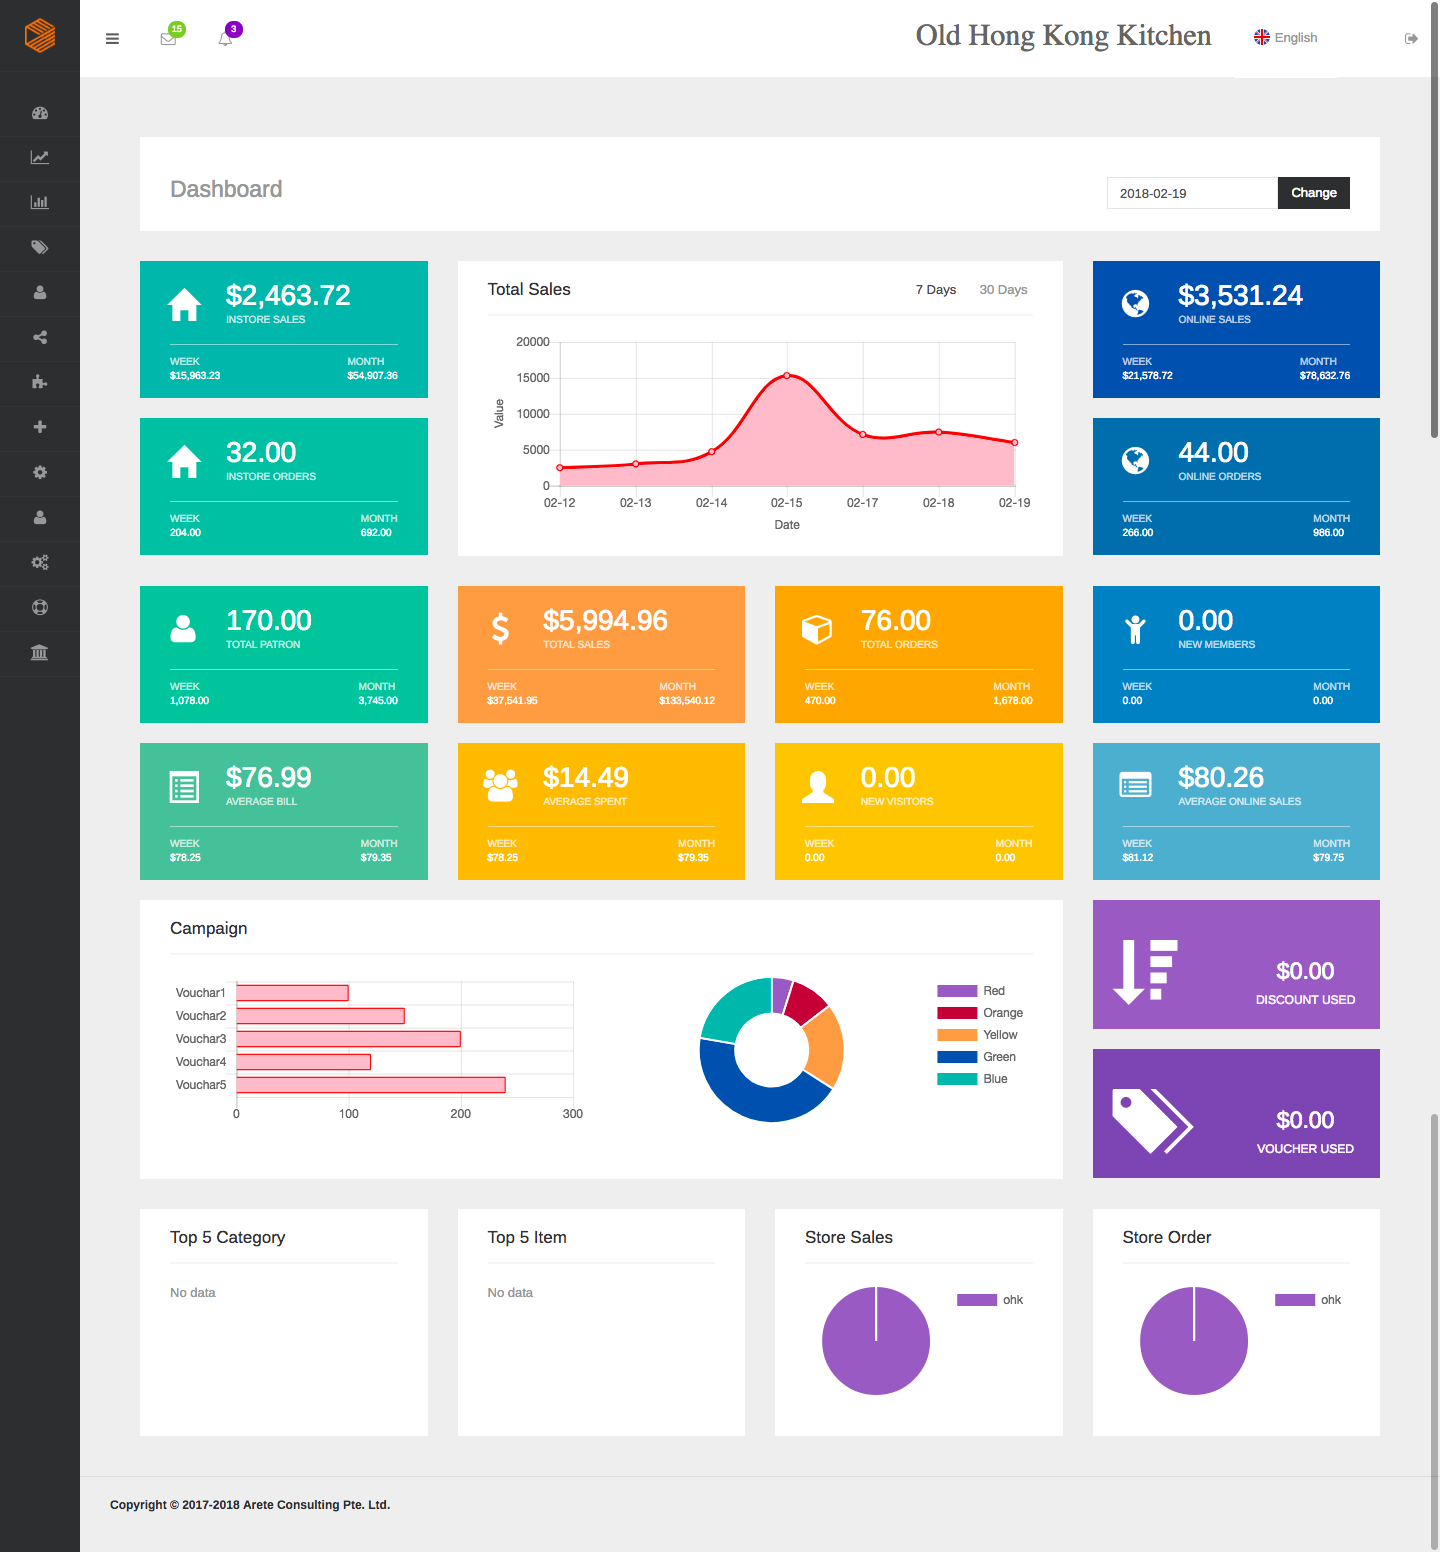 15
3
Old Hong Kong Kitchen
English
Dashboard
2018-02-19
Change
$2,463.72
INSTORE SALES
WEEK
MONTH
$15,963.23
$54,907.36
Total Sales
7 Days
30 Days
20000
15000
10000
5000
0
Value
02-12
02-13
02-14
02-15
02-17
02-18
02-19
Date
$3,531.24
ONLINE SALES
WEEK
MONTH
$21,578.72
$78,632.76
32.00
INSTORE ORDERS
WEEK
MONTH
204.00
692.00
44.00
ONLINE ORDERS
WEEK
MONTH
266.00
986.00
170.00
TOTAL PATRON
WEEK
MONTH
1,078.00
3,745.00
$5,994.96
TOTAL SALES
WEEK
MONTH
$37,541.95
$133,540.12
76.00
TOTAL ORDERS
WEEK
MONTH
470.00
1,678.00
0.00
NEW MEMBERS
WEEK
MONTH
0.00
0.00
$76.99
AVERAGE BILL
WEEK
MONTH
$78.25
$79.35
$14.49
AVERAGE SPENT
WEEK
MONTH
$78.25
$79.35
0.00
NEW VISITORS
WEEK
MONTH
0.00
0.00
$80.26
AVERAGE ONLINE SALES
WEEK
MONTH
$81.12
$79.75
Campaign
Vouchar1
Vouchar2
Vouchar3
Vouchar4
Vouchar5
0
100
200
300
Red
Orange
Yellow
Green
Blue
$0.00
DISCOUNT USED
$0.00
VOUCHER USED
Top 5 Category
No data
Top 5 Item
No data
Store Sales
ohk
Store Order
ohk
Copyright © 2017-2018 Arete Consulting Pte. Ltd.